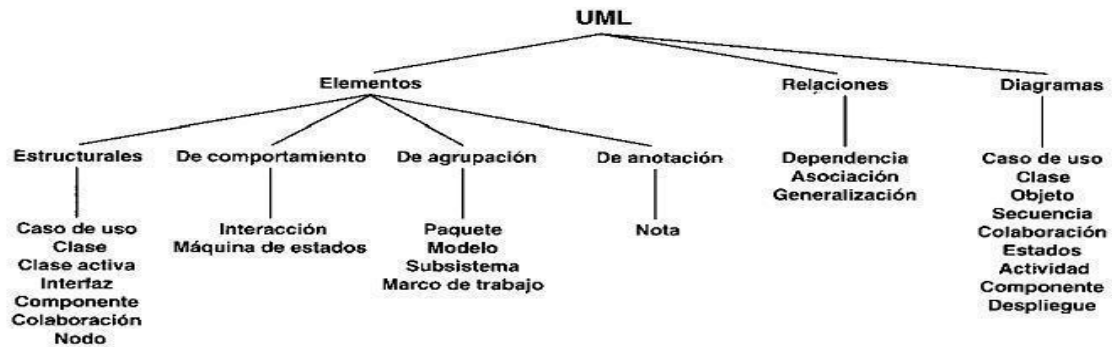 UML
Elementos
Relaciones
Diagramas
Estructurales
De comportamiento
De agrupación
De anotación
Dependencia
Asociación
Generalización
Caso de uso
Clase
Objeto
Secuencia
Colaboración
Estados
Actividad
Componente
Despliegue
Caso de uso
Clase
Clase activa
Interfaz
Componente
Colaboración
Nodo
Interacción
Máquina de estados
Paquete
Modelo
Subsistema
Marco de trabajo
Nota